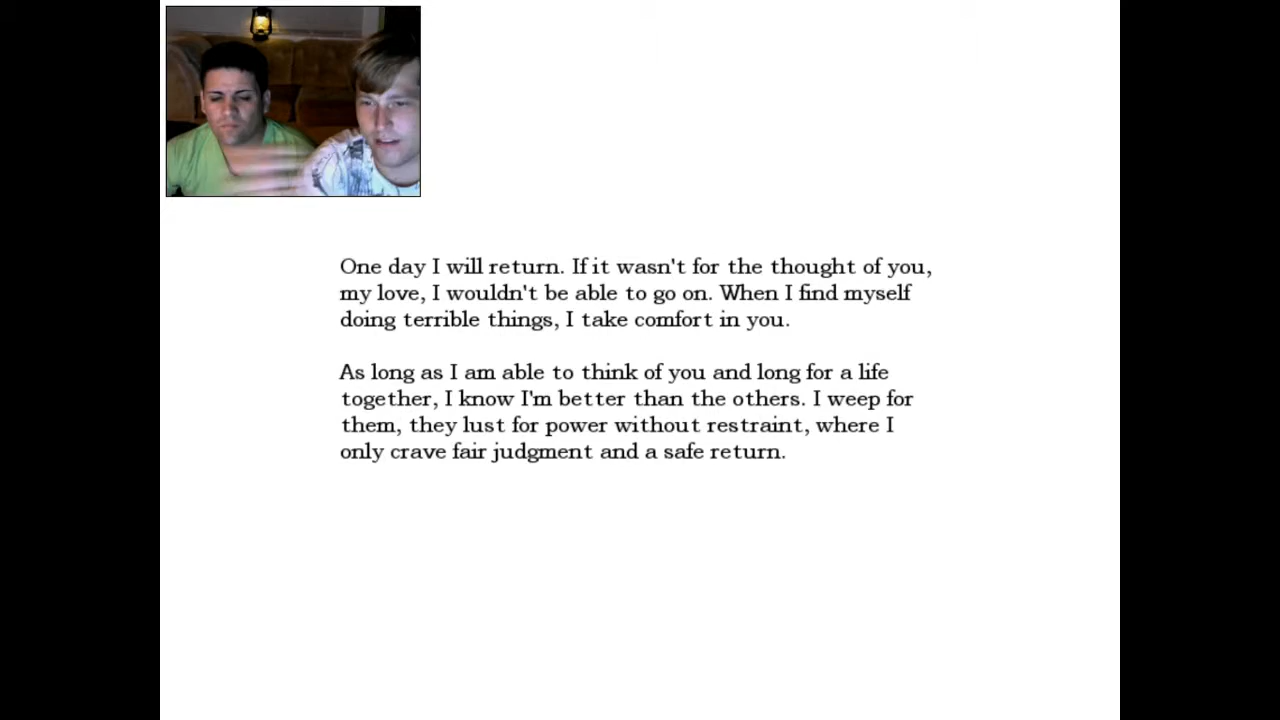 One day I will return. If it wasn't for the thought of you,
my love, I wouldn't be able to go on. When I find myself
doing terrible things, I take comfort in you.
As long as I am able to think of you and long for a life
together, I know I'm better than the others. I weep for
them, they lust for power without restraint, where I
only crave fair judgment and a safe return.